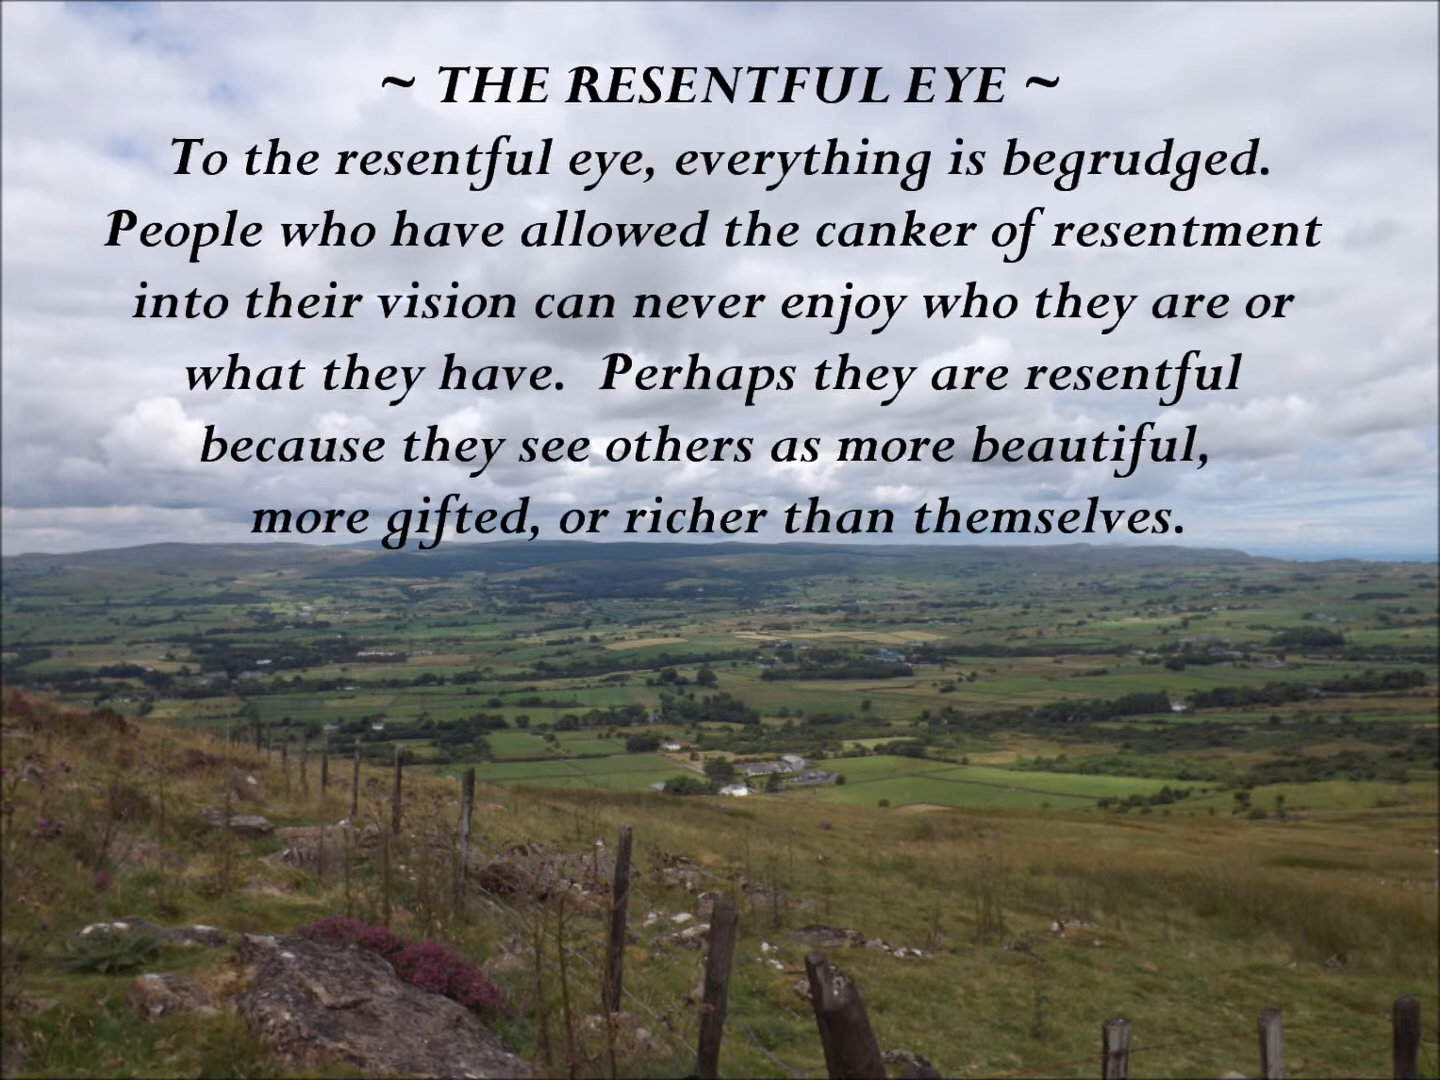 ~ THE RESENTFUL EYE ~
To the resentful eye, everything is begrudged.
People who have allowed the canker of resentment
into their vision can never enjoy who they are or
what they have.  Perhaps they are resentful
because they see others as more beautiful,
more gifted, or richer than themselves.